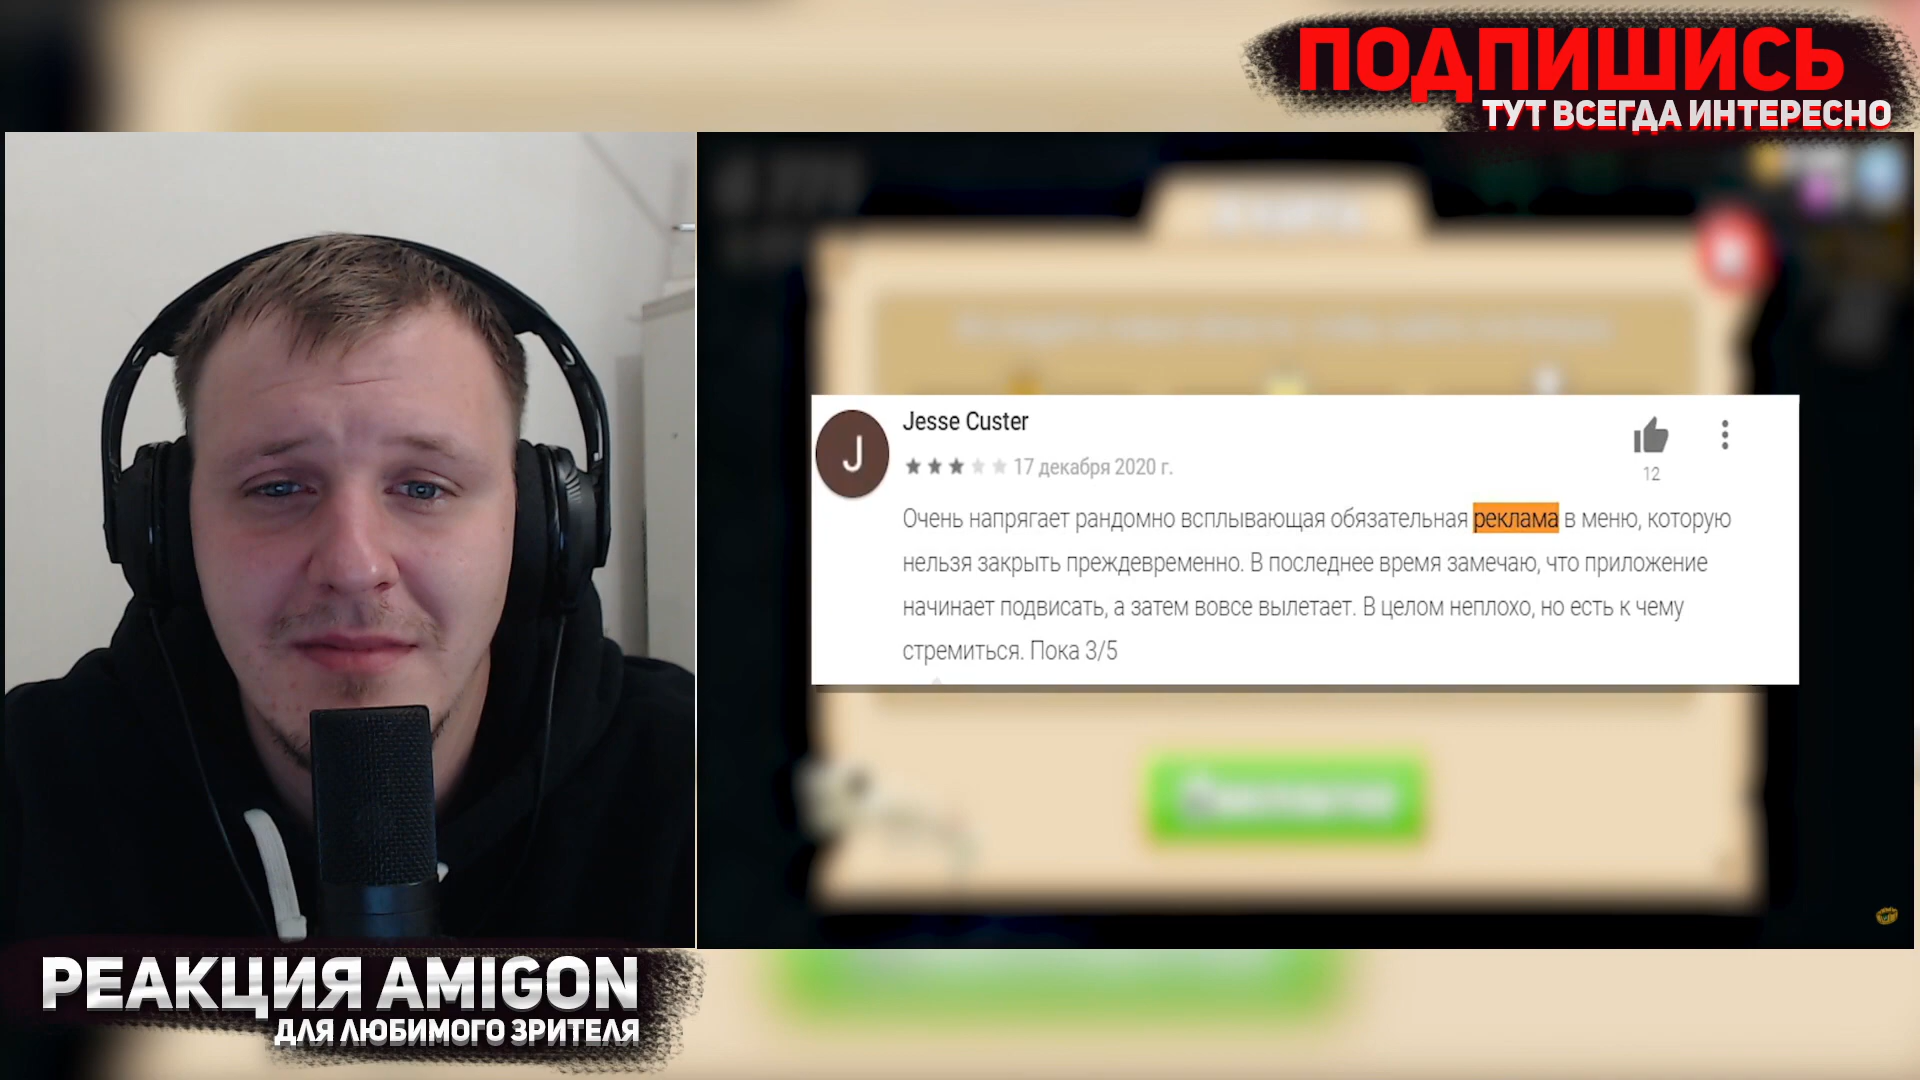 ПОДПИШИСЬ
ТУТ ВСЕГДА ИНТЕРЕСНО
J
Jesse Custer
17 декабря 2020 г.
12
Очень напрягает рандомно всплывающая обязательная реклама в меню, которую
нельзя закрыть преждевременно. В последнее время замечаю, что приложение
начинает подвисать, а затем вовсе вылетает. В целом неплохо, но есть к чему
стремиться. Пока 3/5
РЕАКЦИЯ AMIGON
ДЛЯ ЛЮБИМОГО ЗРИТЕЛЯ